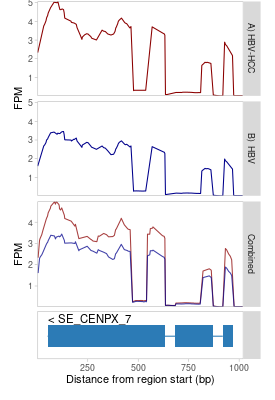 5
4
3
2
1
A) HBV-HCC
FPM
5
4
3
2
1
B) HBV
4
3
2
1
FPM
Combined
< SE_CENPX_7
250
500
750
1000
Distance from region start (bp)